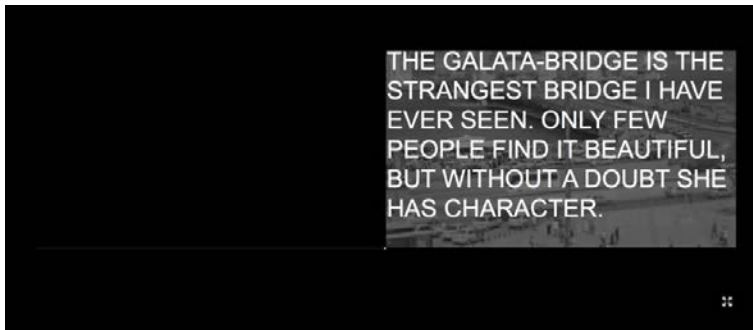 THE GALATA-BRIDGE IS THE
STRANGEST BRIDGE I HAVE
EVER SEEN. ONLY FEW
PEOPLE FIND IT BEAUTIFUL,
BUT WITHOUT A DOUBT SHE
HAS CHARACTER.